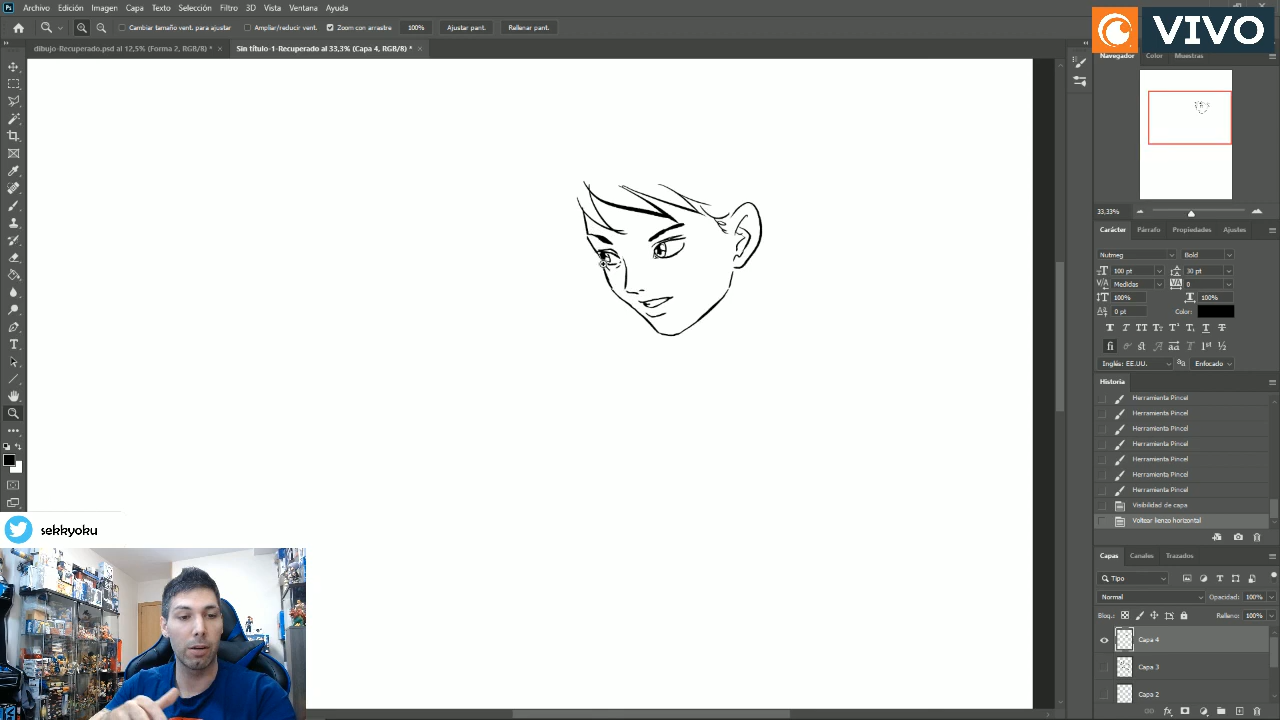 Archivo Edición Imagen Capa Texto Selección Filtro 3D Vista Ventana Ayuda
Cambiar tamaño vent. para ajustar Ampliar/reducir vent. Zoom con arrastre 100% Ajustar pant. Rellenar pant.
VIVO
dibujo-Recuperado.psd al 12,5% (Forma 2, RGB/8) * × Sin título-1-Recuperado al 33,3% (Capa 4, RGB/8) * ×
Navegador Color Muestras
33,33%
Carácter Párrafo Propiedades Ajustes
Nutmeg Bold
100 pt 30 pt
Medidas 0
100% 100%
0 pt Color:
Inglés: EE.UU. aa Enfocado
Historia
Herramienta Pincel
Herramienta Pincel
Herramienta Pincel
Herramienta Pincel
Herramienta Pincel
Herramienta Pincel
Herramienta Pincel
Visibilidad de capa
Voltear lienzo horizontal
sekkyoku
Capas Canales Trazados
Tipo
Normal Opacidad: 100%
Bloq.: Relleno: 100%
Capa 4
Capa 3
Capa 2